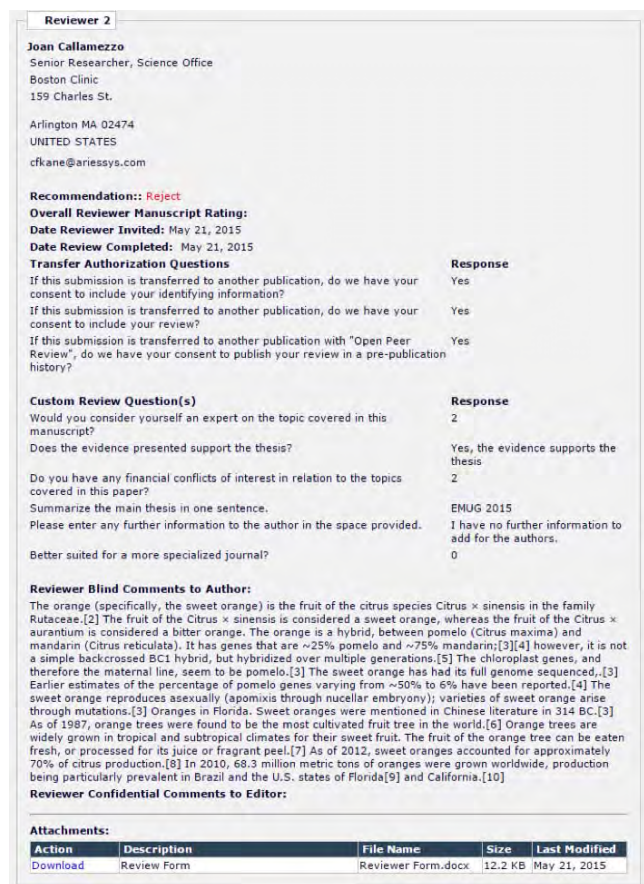 Reviewer 2
Joan Callamezzo
Senior Researcher, Science Office
Boston Clinic
159 Charles St.
Arlington MA 02474
UNITED STATES
cfkane@ariessys.com
Recommendation:: Reject
Overall Reviewer Manuscript Rating:
Date Reviewer Invited: May 21, 2015
Date Review Completed: May 21, 2015
Transfer Authorization Questions Response
If this submission is transferred to another publication, do we have your Yes
consent to include your identifying information?
If this submission is transferred to another publication, do we have your Yes
consent to include your review?
If this submission is transferred to another publication with "Open Peer Yes
Review", do we have your consent to publish your review in a pre-publication
history?
Custom Review Question(s) Response
Would you consider yourself an expert on the topic covered in this 2
manuscript?
Does the evidence presented support the thesis? Yes, the evidence supports the
thesis
Do you have any financial conflicts of interest in relation to the topics 2
covered in this paper?
Summarize the main thesis in one sentence. EMUG 2015
Please enter any further information to the author in the space provided. I have no further information to
add for the authors.
Better suited for a more specialized journal? 0
Reviewer Blind Comments to Author:
The orange (specifically, the sweet orange) is the fruit of the citrus species Citrus × sinensis in the family
Rutaceae.[2] The fruit of the Citrus × sinensis is considered a sweet orange, whereas the fruit of the Citrus ×
aurantium is considered a bitter orange. The orange is a hybrid, between pomelo (Citrus maxima) and
mandarin (Citrus reticulata). It has genes that are ~25% pomelo and ~75% mandarin;[3][4] however, it is not
a simple backcrossed BC1 hybrid, but hybridized over multiple generations.[5] The chloroplast genes, and
therefore the maternal line, seem to be pomelo.[3] The sweet orange has had its full genome sequenced,.[3]
Earlier estimates of the percentage of pomelo genes varying from ~50% to 6% have been reported.[4] The
sweet orange reproduces asexually (apomixis through nucellar embryony); varieties of sweet orange arise
through mutations.[3] Oranges in Florida. Sweet oranges were mentioned in Chinese literature in 314 BC.[3]
As of 1987, orange trees were found to be the most cultivated fruit tree in the world.[6] Orange trees are
widely grown in tropical and subtropical climates for their sweet fruit. The fruit of the orange tree can be eaten
fresh, or processed for its juice or fragrant peel.[7] As of 2012, sweet oranges accounted for approximately
70% of citrus production.[8] In 2010, 68.3 million metric tons of oranges were grown worldwide, production
being particularly prevalent in Brazil and the U.S. states of Florida[9] and California.[10]
Reviewer Confidential Comments to Editor:
Attachments:
Action Description File Name Size Last Modified
Download Review Form Reviewer Form.docx 12.2 KB May 21, 2015